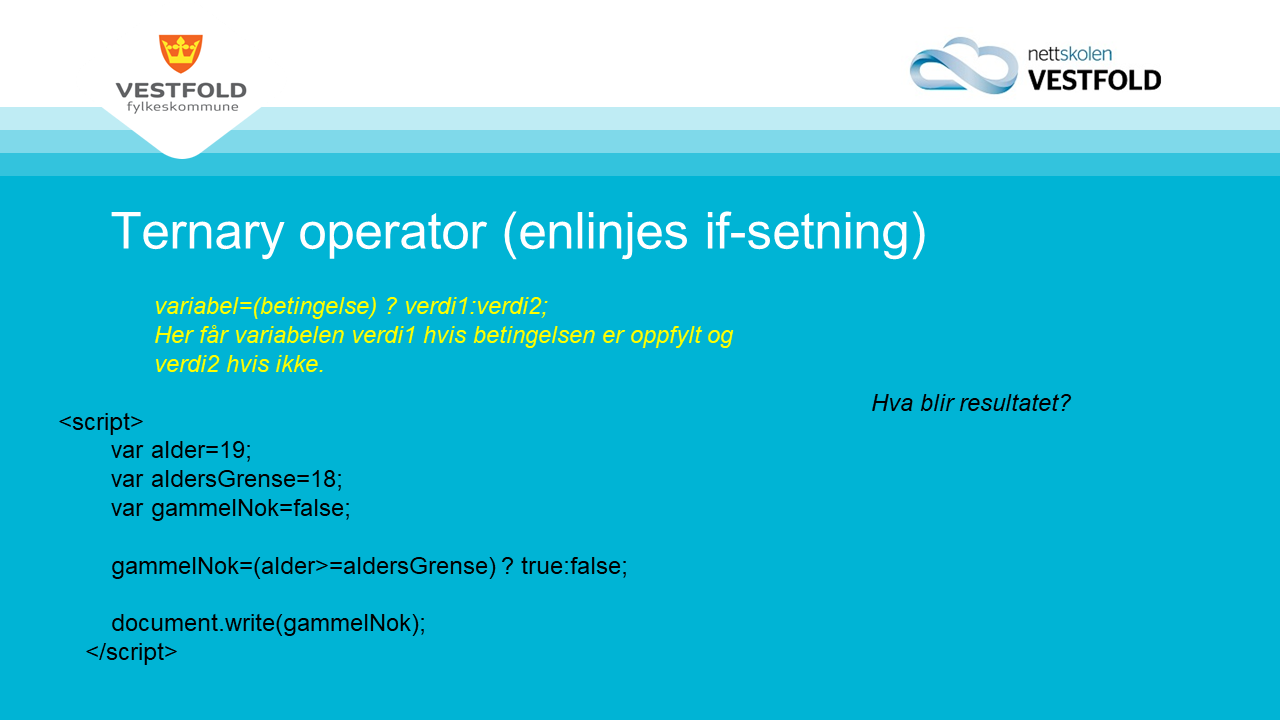 VESTFOLD
fylkeskommune
nettskolen
VESTFOLD
Ternary operator (enlinjes if-setning)
variabel=(betingelse) ? verdi1:verdi2;
Her får variabelen verdi1 hvis betingelsen er oppfylt og
verdi2 hvis ikke.
Hva blir resultatet?
<script>
var alder=19;
var aldersGrense=18;
var gammelNok=false;
gammelNok=(alder>=aldersGrense) ? true:false;
document.write(gammelNok);
</script>